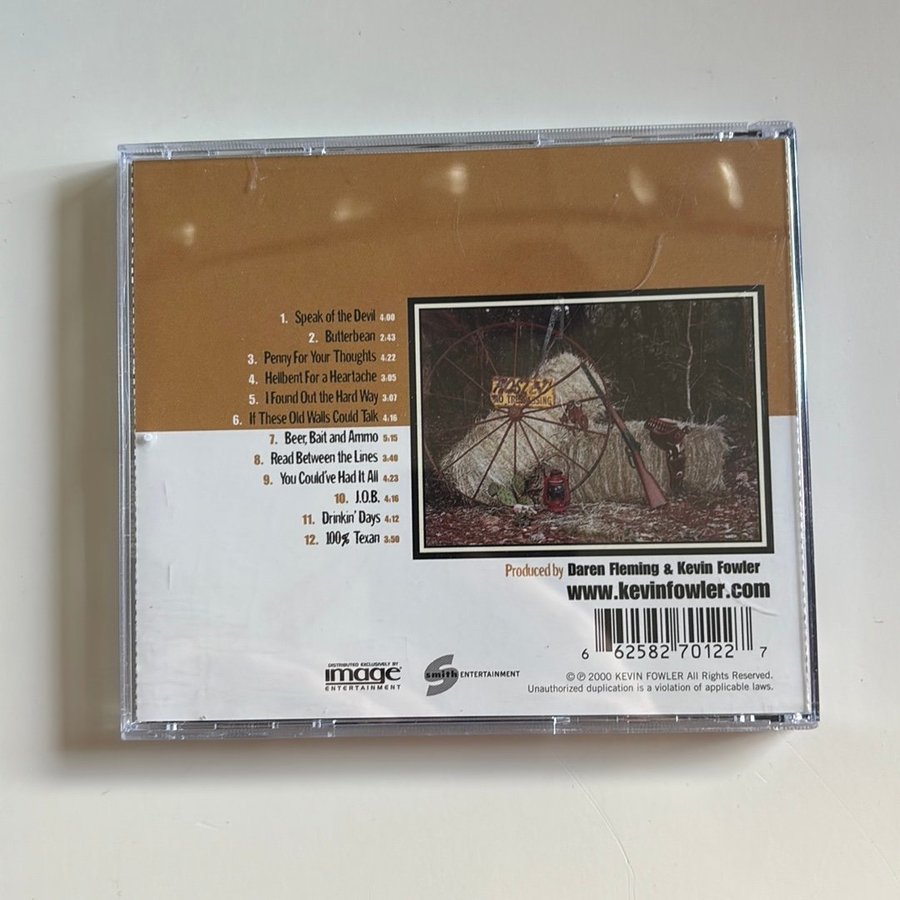 1. Speak of the Devil 4:00
2. Butterbean 2:43
3. Penny For Your Thoughts 4:22
4. Hellbent For a Heartache 3:05
5. I Found Out the Hard Way 3:07
6. If These Old Walls Could Talk 4:16
7. Beer, Bait and Ammo 5:15
8. Read Between the Lines 3:40
9. You Could've Had It All 4:23
10. J.O.B. 4:16
11. Drinkin' Days 4:12
12. 100% Texan 3:50
NO TRESPASSING
Produced by Daren Fleming & Kevin Fowler
www.kevinfowler.com
6 62582 70122 7
DISTRIBUTED EXCLUSIVELY BY
image
ENTERTAINMENT
smith ENTERTAINMENT
© ℗ 2000 KEVIN FOWLER All Rights Reserved.
Unauthorized duplication is a violation of applicable laws.